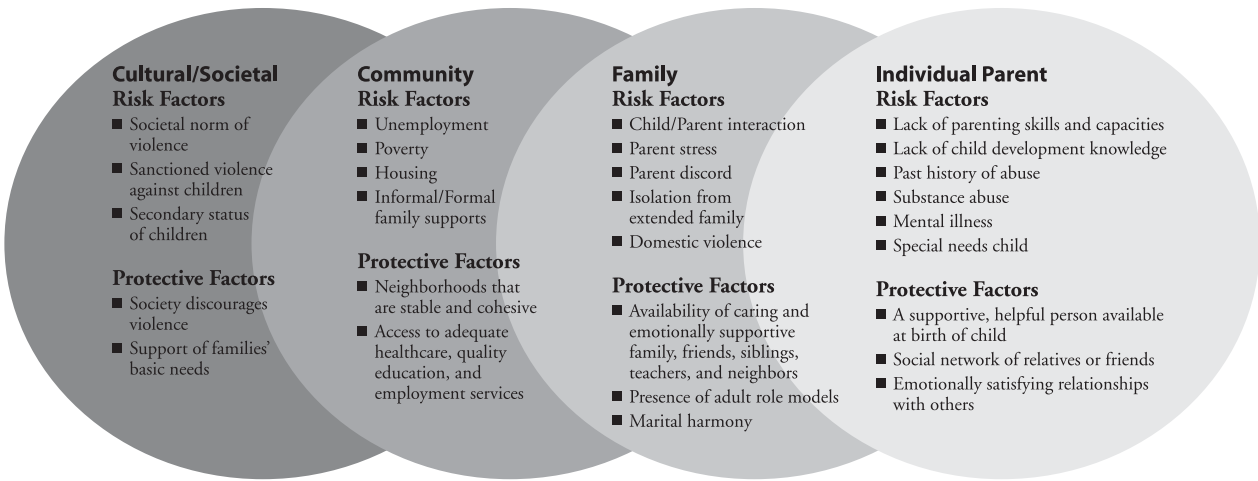 Cultural/Societal
Risk Factors
■ Societal norm of
violence
■ Sanctioned violence
against children
■ Secondary status
of children
Protective Factors
■ Society discourages
violence
■ Support of families’
basic needs
Community
Risk Factors
■ Unemployment
■ Poverty
■ Housing
■ Informal/Formal
family supports
Protective Factors
■ Neighborhoods that
are stable and cohesive
■ Access to adequate
healthcare, quality
education, and
employment services
Family
Risk Factors
■ Child/Parent interaction
■ Parent stress
■ Parent discord
■ Isolation from
extended family
■ Domestic violence
Protective Factors
■ Availability of caring and
emotionally supportive
family, friends, siblings,
teachers, and neighbors
■ Presence of adult role models
■ Marital harmony
Individual Parent
Risk Factors
■ Lack of parenting skills and capacities
■ Lack of child development knowledge
■ Past history of abuse
■ Substance abuse
■ Mental illness
■ Special needs child
Protective Factors
■ A supportive, helpful person available
at birth of child
■ Social network of relatives or friends
■ Emotionally satisfying relationships
with others